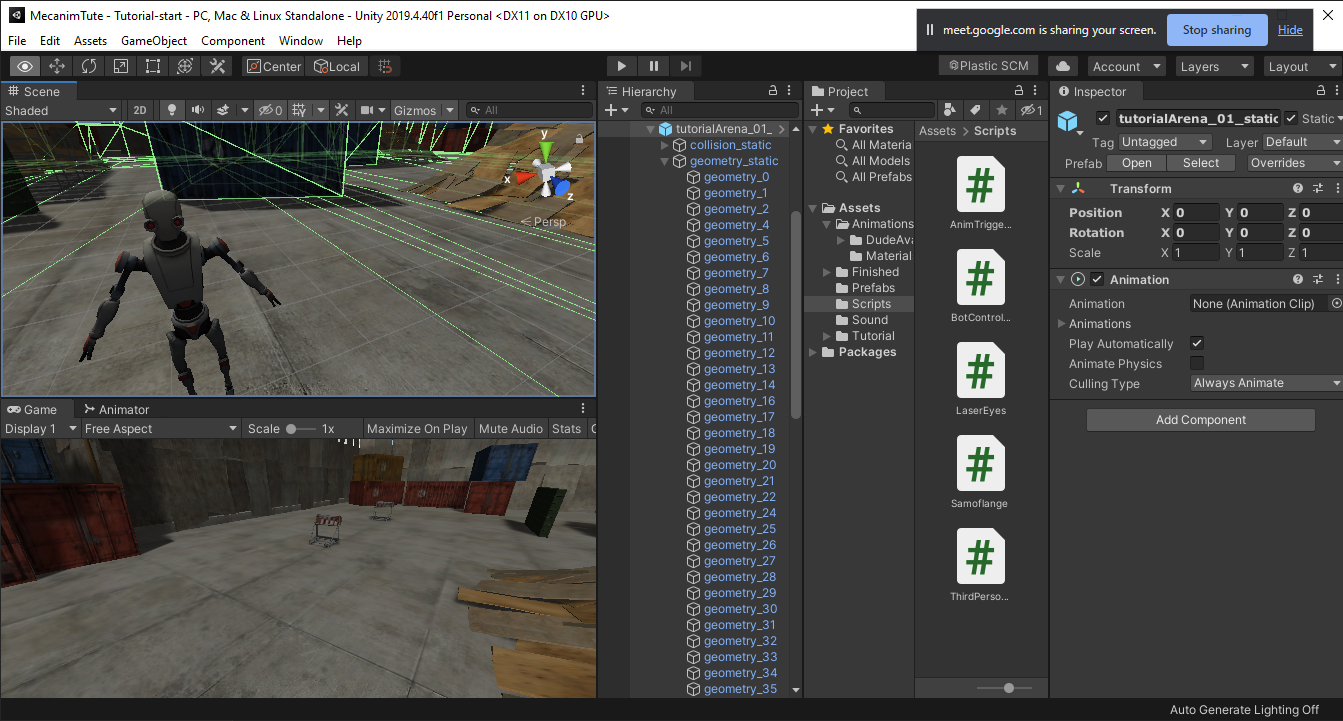 MecanimTute - Tutorial-start - PC, Mac & Linux Standalone - Unity 2019.4.40f1 Personal <DX11 on DX10 GPU>
meet.google.com is sharing your screen.
Stop sharing
Hide
File Edit Assets GameObject Component Window Help
Center
Local
Plastic SCM
Account
Layers
Layout
Scene
Shaded
2D
0
Gizmos
All
y
x
z
Persp
Game
Animator
Display 1
Free Aspect
Scale
1x
Maximize On Play
Mute Audio
Stats
Hierarchy
All
tutorialArena_01_
collision_static
geometry_static
geometry_0
geometry_1
geometry_2
geometry_4
geometry_5
geometry_6
geometry_7
geometry_8
geometry_9
geometry_10
geometry_11
geometry_12
geometry_13
geometry_14
geometry_16
geometry_17
geometry_18
geometry_19
geometry_20
geometry_21
geometry_22
geometry_24
geometry_25
geometry_26
geometry_27
geometry_28
geometry_29
geometry_30
geometry_31
geometry_32
geometry_33
geometry_34
geometry_35
Project
1
Favorites
All Materia
All Models
All Prefabs
Assets
Animations
DudeAva
Material
Finished
Prefabs
Scripts
Sound
Tutorial
Packages
Assets > Scripts
AnimTrigge...
BotControl...
LaserEyes
Samoflange
ThirdPerso...
Inspector
tutorialArena_01_static
Static
Tag Untagged Layer Default
Prefab Open Select Overrides
Transform
Position X 0 Y 0 Z 0
Rotation X 0 Y 0 Z 0
Scale X 1 Y 1 Z 1
Animation
Animation None (Animation Clip)
Animations
Play Automatically
Animate Physics
Culling Type Always Animate
Add Component
Auto Generate Lighting Off